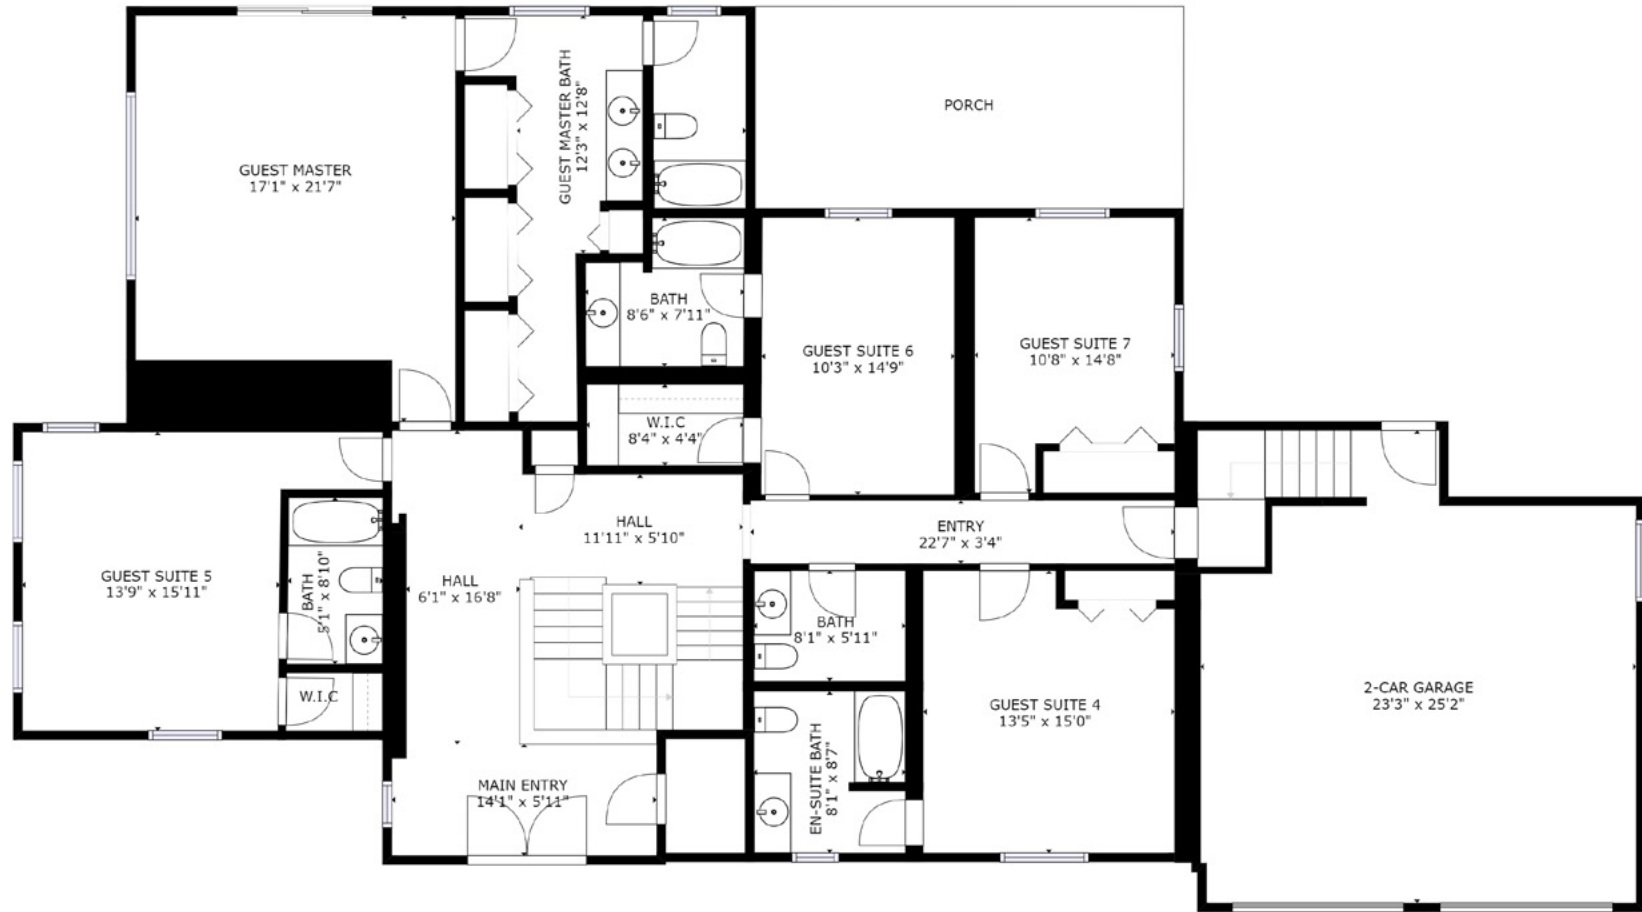 PORCH
GUEST MASTER
17'1" x 21'7"
GUEST MASTER BATH
12'3" x 12'8"
BATH
8'6" x 7'11"
GUEST SUITE 6
10'3" x 14'9"
GUEST SUITE 7
10'8" x 14'8"
W.I.C
8'4" x 4'4"
HALL
11'11" x 5'10"
ENTRY
22'7" x 3'4"
GUEST SUITE 5
13'9" x 15'11"
BATH
5'1" x 8'10"
HALL
6'1" x 16'8"
BATH
8'1" x 5'11"
W.I.C
2-CAR GARAGE
23'3" x 25'2"
GUEST SUITE 4
13'5" x 15'0"
EN-SUITE BATH
8'1" x 8'7"
MAIN ENTRY
14'1" x 5'11"